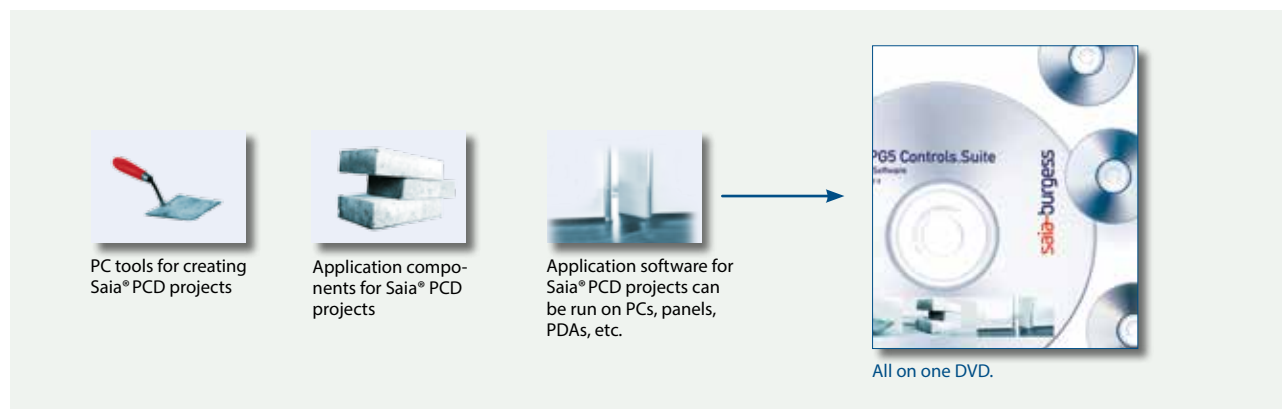 PC tools for creating
Saia® PCD projects
Application compo-
nents for Saia® PCD
projects
Application software for
Saia® PCD projects can
be run on PCs, panels,
PDAs, etc.
PG5 Controls Suite
Software
saia-burgess
All on one DVD.